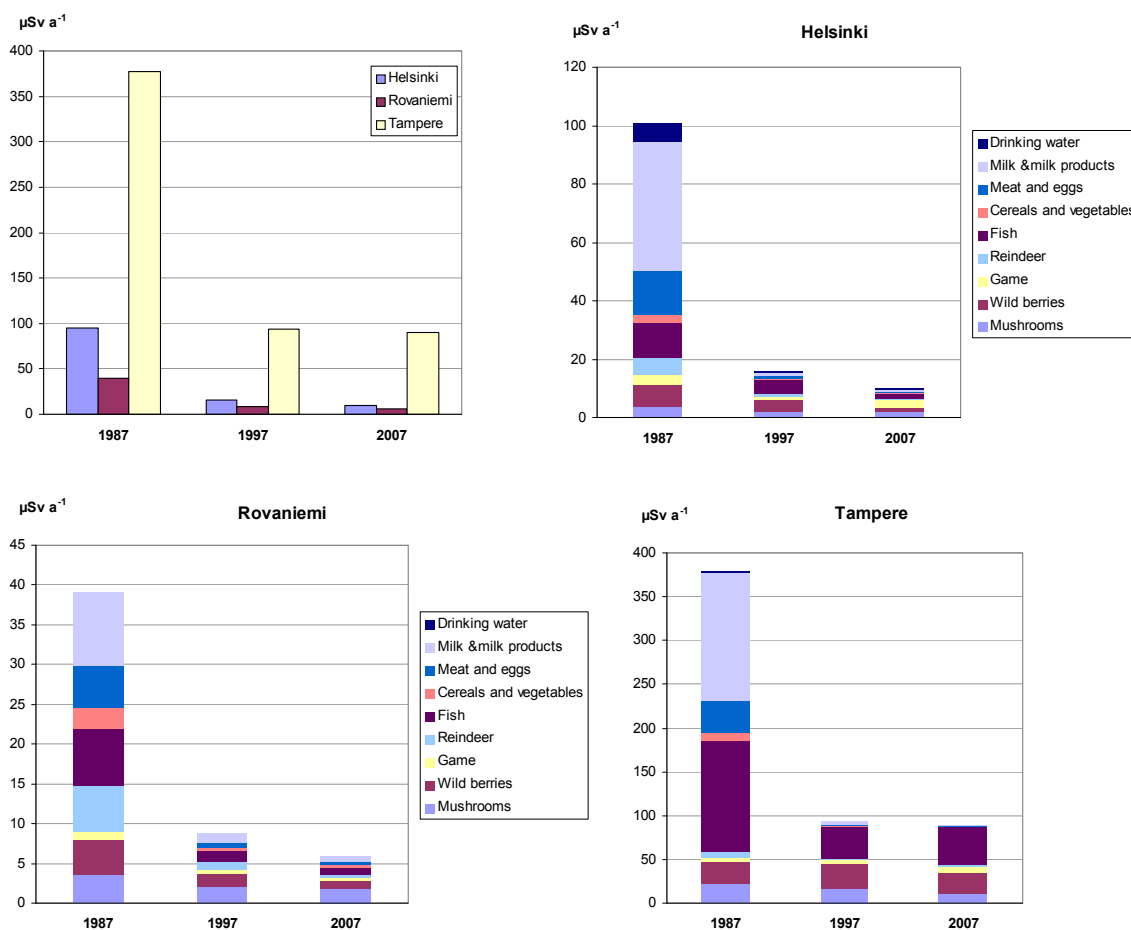 µSv a-1
400
350
300
250
200
150
100
50
0
1987 1997 2007
Helsinki
Rovaniemi
Tampere
µSv a-1
Helsinki
120
100
80
60
40
20
0
1987 1997 2007
Drinking water
Milk &milk products
Meat and eggs
Cereals and vegetables
Fish
Reindeer
Game
Wild berries
Mushrooms
µSv a-1
Rovaniemi
45
40
35
30
25
20
15
10
5
0
1987 1997 2007
Drinking water
Milk &milk products
Meat and eggs
Cereals and vegetables
Fish
Reindeer
Game
Wild berries
Mushrooms
µSv a-1
Tampere
400
350
300
250
200
150
100
50
0
1987 1997 2007